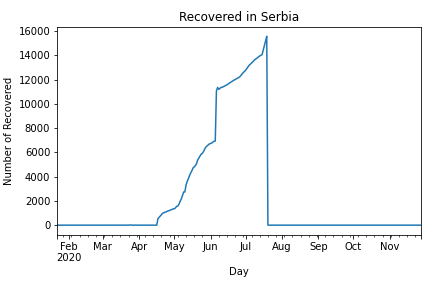 Recovered in Serbia
16000
14000
12000
10000
8000
6000
4000
2000
0
Number of Recovered
Feb Mar Apr May Jun Jul Aug Sep Oct Nov
2020
Day